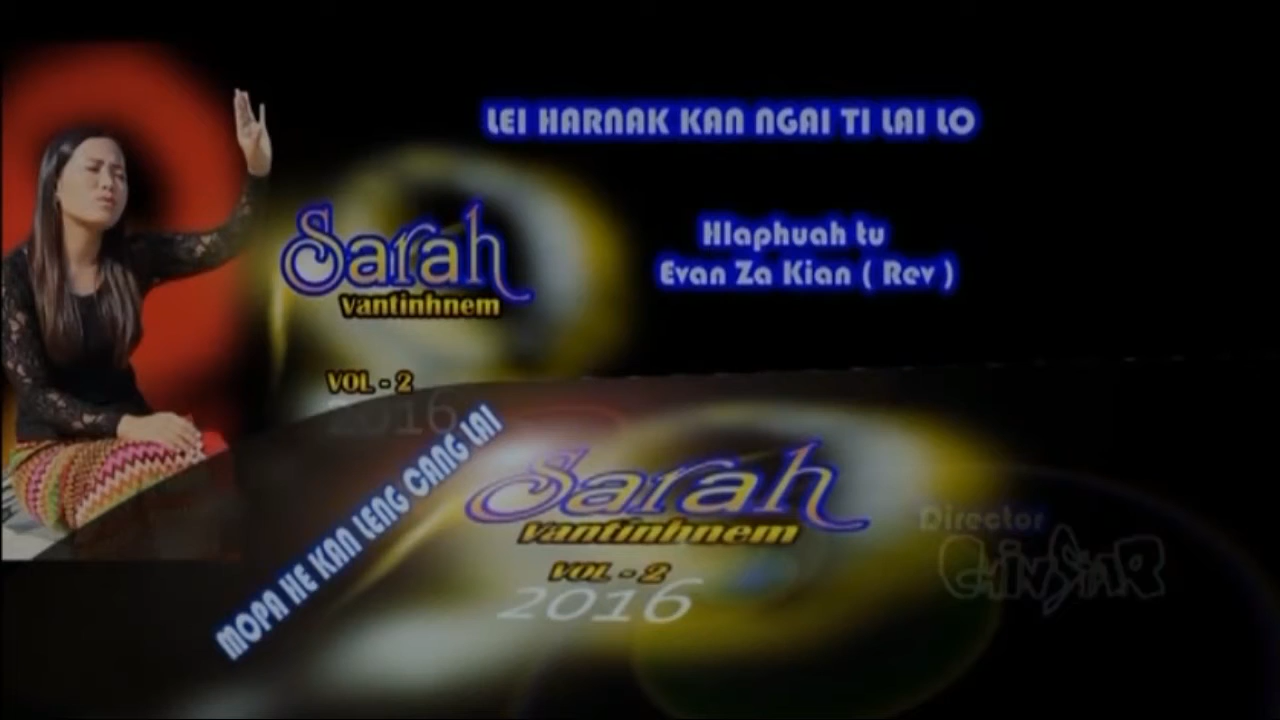 LEI HARNAK KAN NGAI TI LAI LO
Hlaphuah tu
Evan Za Kian ( Rev )
Sarah
vantinhnem
VOL - 2
2016
MOPA HE KAN LENG CANG LAI
Sarah
vantinhnem
VOL - 2
2016
Director